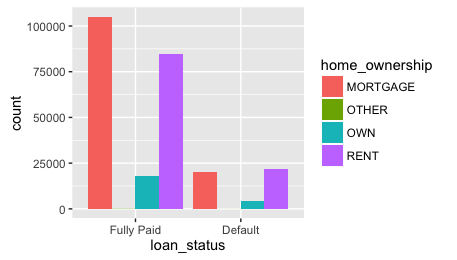 100000
75000
50000
25000
0
count
Fully Paid
Default
loan_status
home_ownership
MORTGAGE
OTHER
OWN
RENT